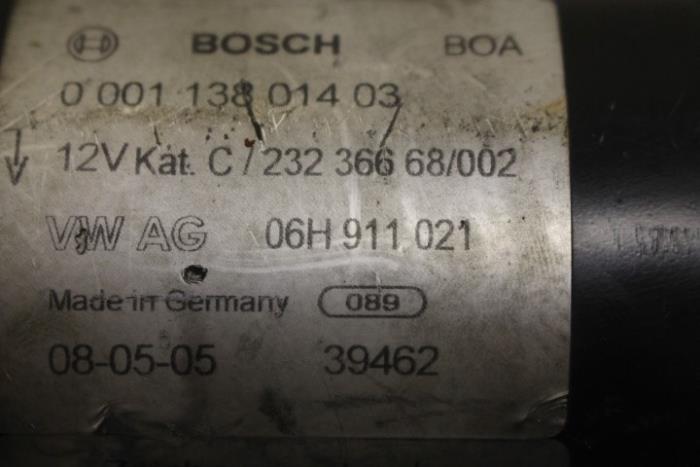 BOSCH BOA
0 001 138 014 03
12V Kat. C / 232 366 68/002
VW AG 06H 911 021
Made in Germany 089
08-05-05 39462